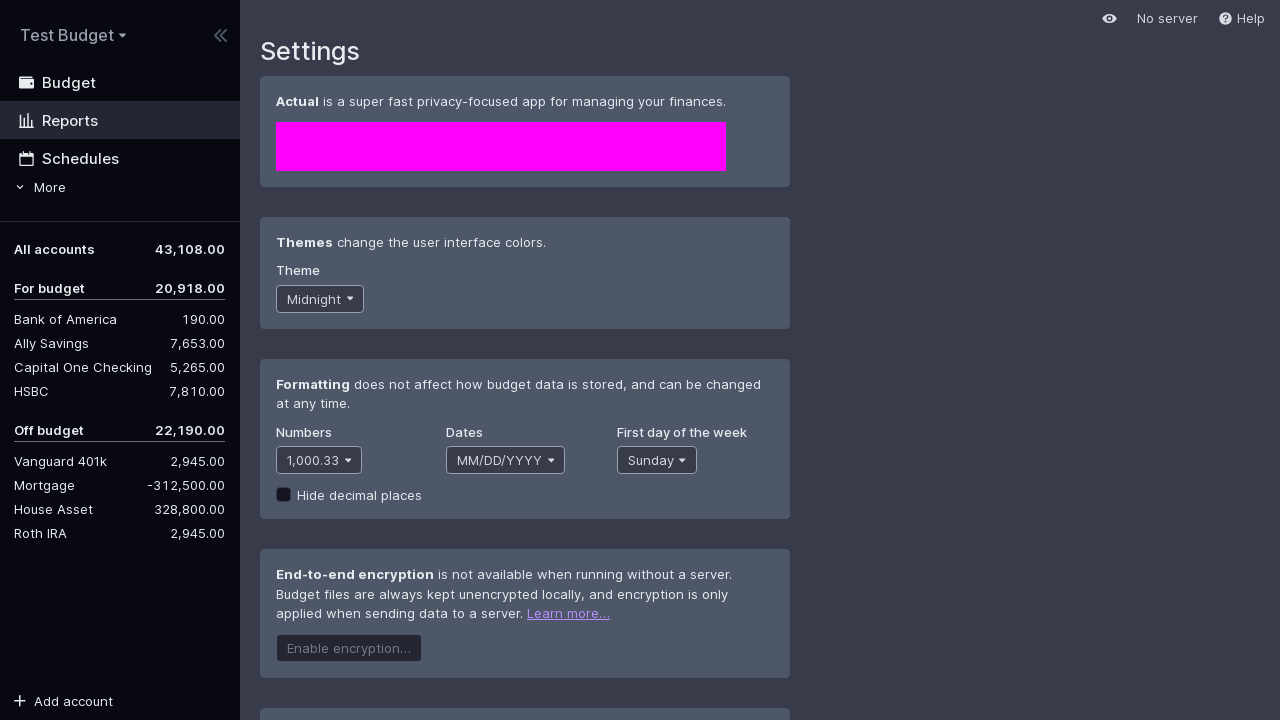 Test Budget
No server
Help
Settings
Budget
Reports
Schedules
More
Actual is a super fast privacy-focused app for managing your finances.
All accounts 43,108.00
For budget 20,918.00
Bank of America 190.00
Ally Savings 7,653.00
Capital One Checking 5,265.00
HSBC 7,810.00
Off budget 22,190.00
Vanguard 401k 2,945.00
Mortgage -312,500.00
House Asset 328,800.00
Roth IRA 2,945.00
Add account
Themes change the user interface colors.
Theme
Midnight
Formatting does not affect how budget data is stored, and can be changed
at any time.
Numbers Dates First day of the week
1,000.33 MM/DD/YYYY Sunday
Hide decimal places
End-to-end encryption is not available when running without a server.
Budget files are always kept unencrypted locally, and encryption is only
applied when sending data to a server. Learn more…
Enable encryption…